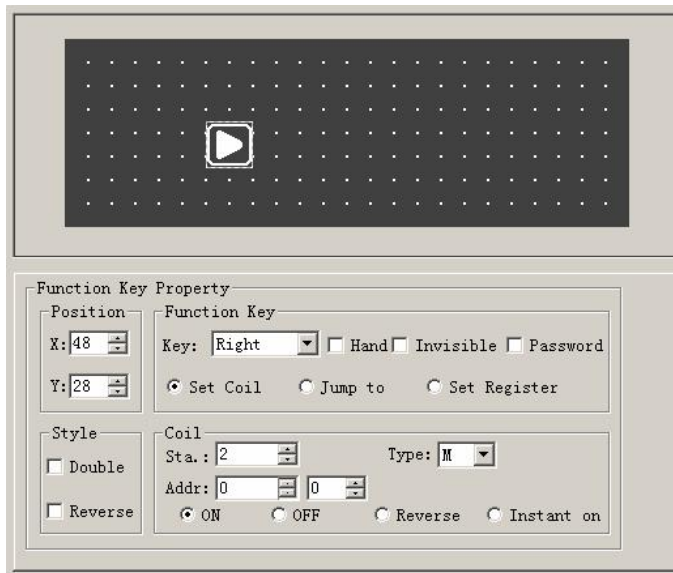 Function Key Property
Position
X: 48
Y: 28
Function Key
Key: Right Hand Invisible Password
Set Coil Jump to Set Register
Style
Double
Reverse
Coil
Sta.: 2 Type: M
Addr: 0 0
ON OFF Reverse Instant on